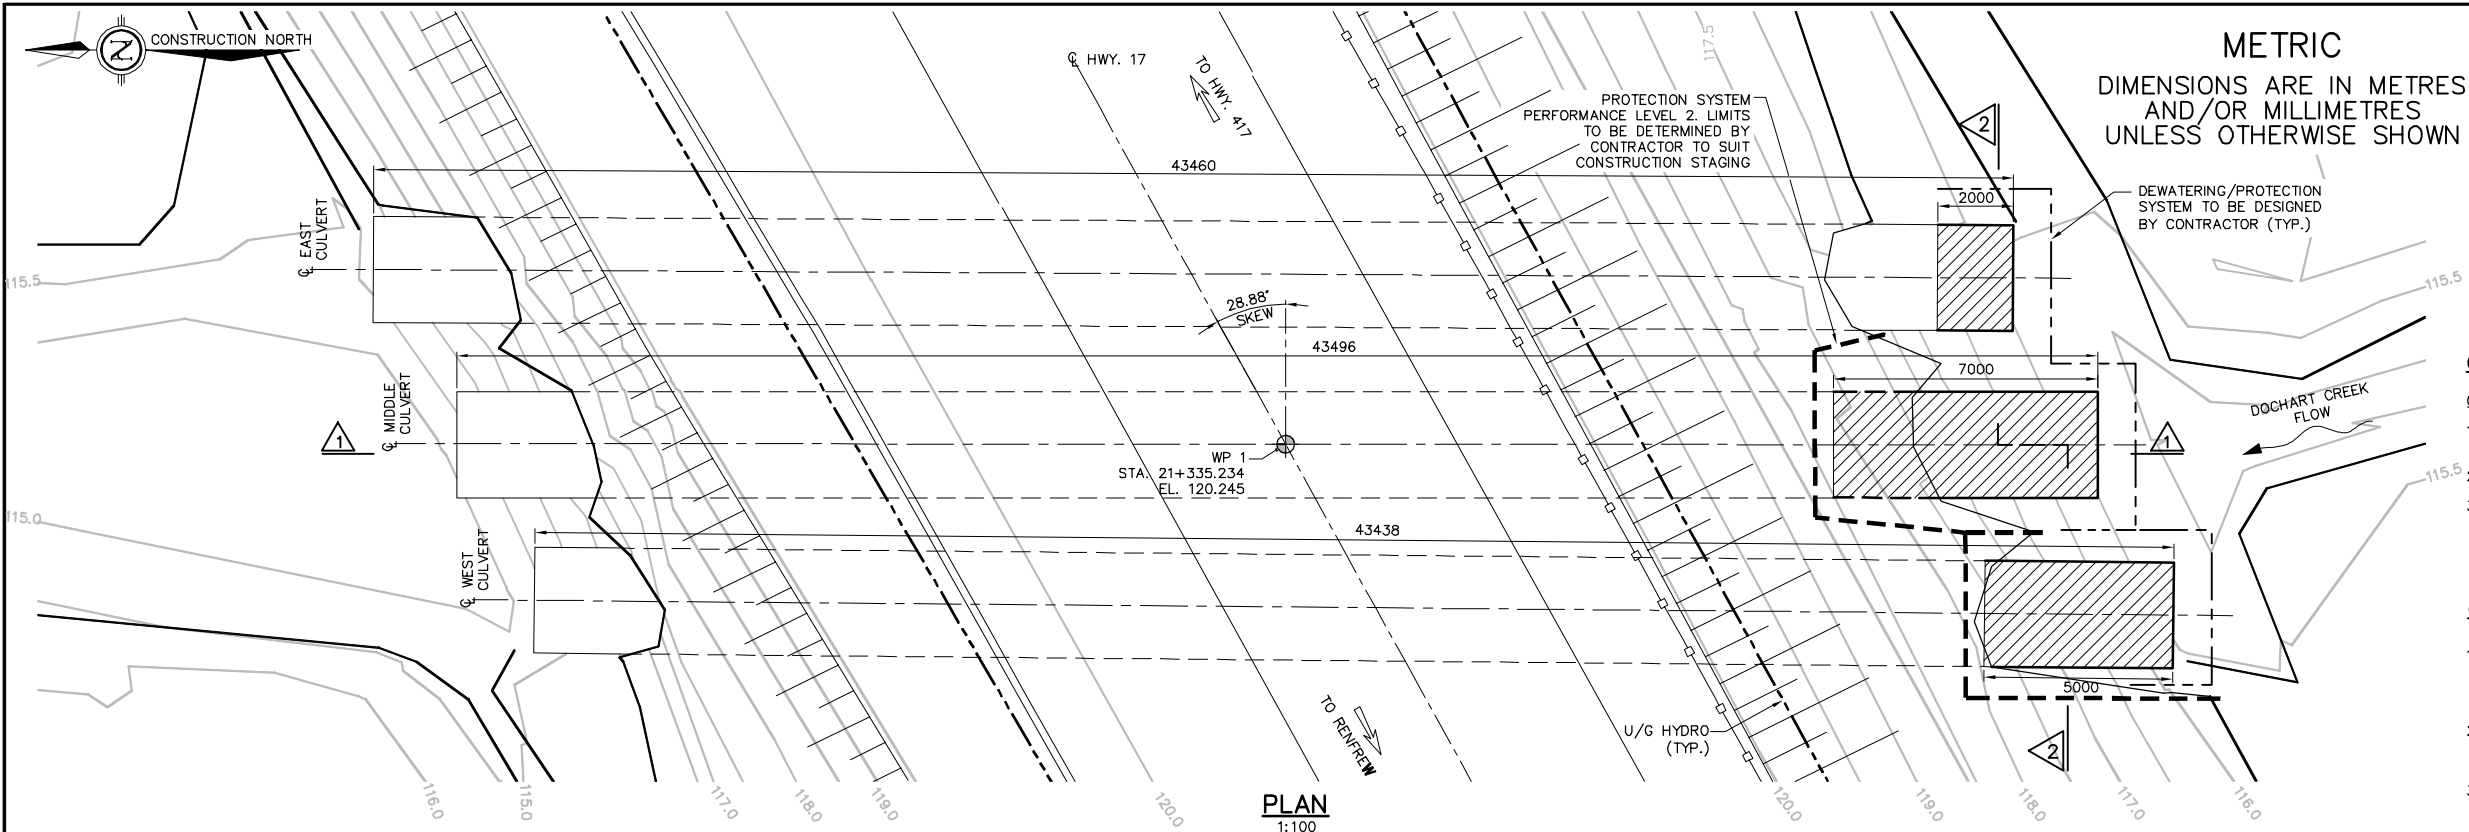 CONSTRUCTION NORTH
N
METRIC
DIMENSIONS ARE IN METRES
AND/OR MILLIMETRES
UNLESS OTHERWISE SHOWN
℄ HWY. 17
TO HWY. 417
117.5
PROTECTION SYSTEM
PERFORMANCE LEVEL 2. LIMITS
TO BE DETERMINED BY
CONTRACTOR TO SUIT
CONSTRUCTION STAGING
2
43460
2000
DEWATERING/PROTECTION
SYSTEM TO BE DESIGNED
BY CONTRACTOR (TYP.)
℄ EAST
CULVERT
115.5
115.5
28.88°
SKEW
43496
7000
℄ MIDDLE
CULVERT
1
1
DOCHART CREEK
FLOW
WP 1
STA. 21+335.234
EL. 120.245
115.5
115.0
43438
℄ WEST
CULVERT
5000
TO RENFREW
U/G HYDRO
(TYP.)
2
116.0
115.0
117.0
118.0
119.0
120.0
120.0
119.0
118.0
117.0
116.0
PLAN
1:100